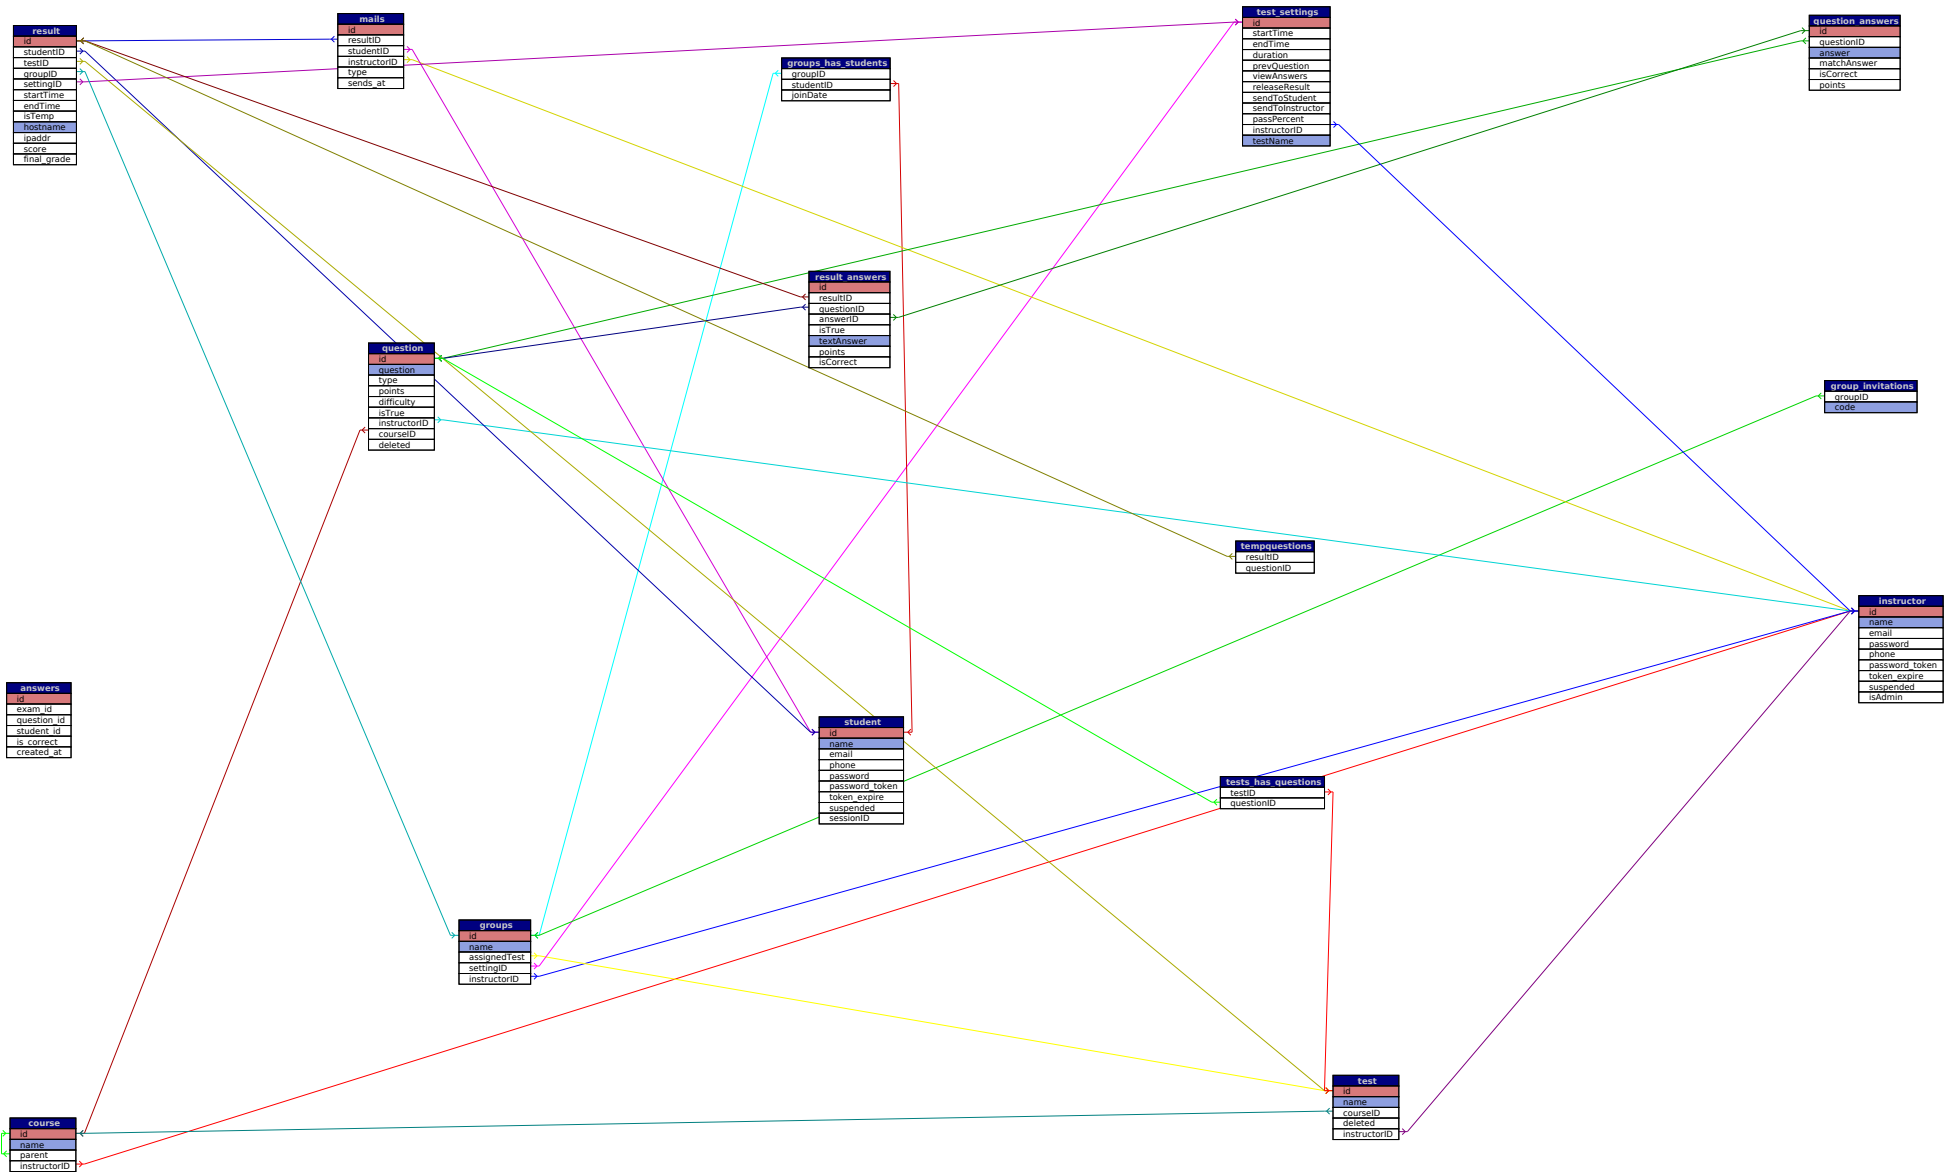 result
id
studentID
testID
groupID
settingID
startTime
endTime
isTemp
hostname
ipaddr
score
final_grade
mails
id
resultID
studentID
instructorID
type
sends_at
groups_has_students
groupID
studentID
joinDate
test_settings
id
startTime
endTime
duration
prevQuestion
viewAnswers
releaseResult
sendToStudent
sendToInstructor
passPercent
instructorID
testName
question_answers
id
questionID
answer
matchAnswer
isCorrect
points
result_answers
id
resultID
questionID
answerID
isTrue
textAnswer
points
isCorrect
question
id
question
type
points
difficulty
isTrue
instructorID
courseID
deleted
group_invitations
groupID
code
tempquestions
resultID
questionID
instructor
id
name
email
password
phone
password_token
token_expire
suspended
isAdmin
answers
id
exam_id
question_id
student_id
is_correct
created_at
student
id
name
email
phone
password
password_token
token_expire
suspended
sessionID
tests_has_questions
testID
questionID
groups
id
name
assignedTest
settingID
instructorID
test
id
name
courseID
deleted
instructorID
course
id
name
parent
instructorID